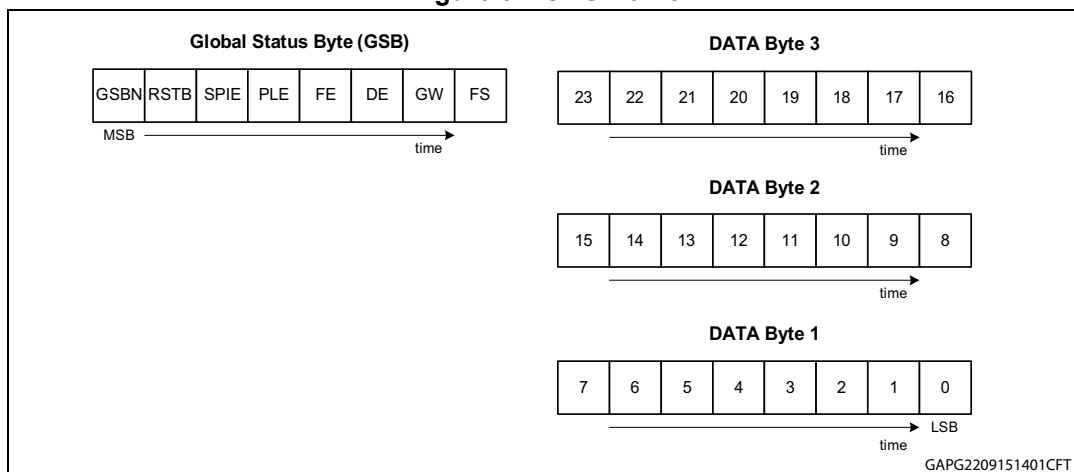 Global Status Byte (GSB)
GSBN RSTB SPIE PLE FE DE GW FS
MSB
time
DATA Byte 3
23 22 21 20 19 18 17 16
time
DATA Byte 2
15 14 13 12 11 10 9 8
time
DATA Byte 1
7 6 5 4 3 2 1 0
LSB
time
GAPG2209151401CFT